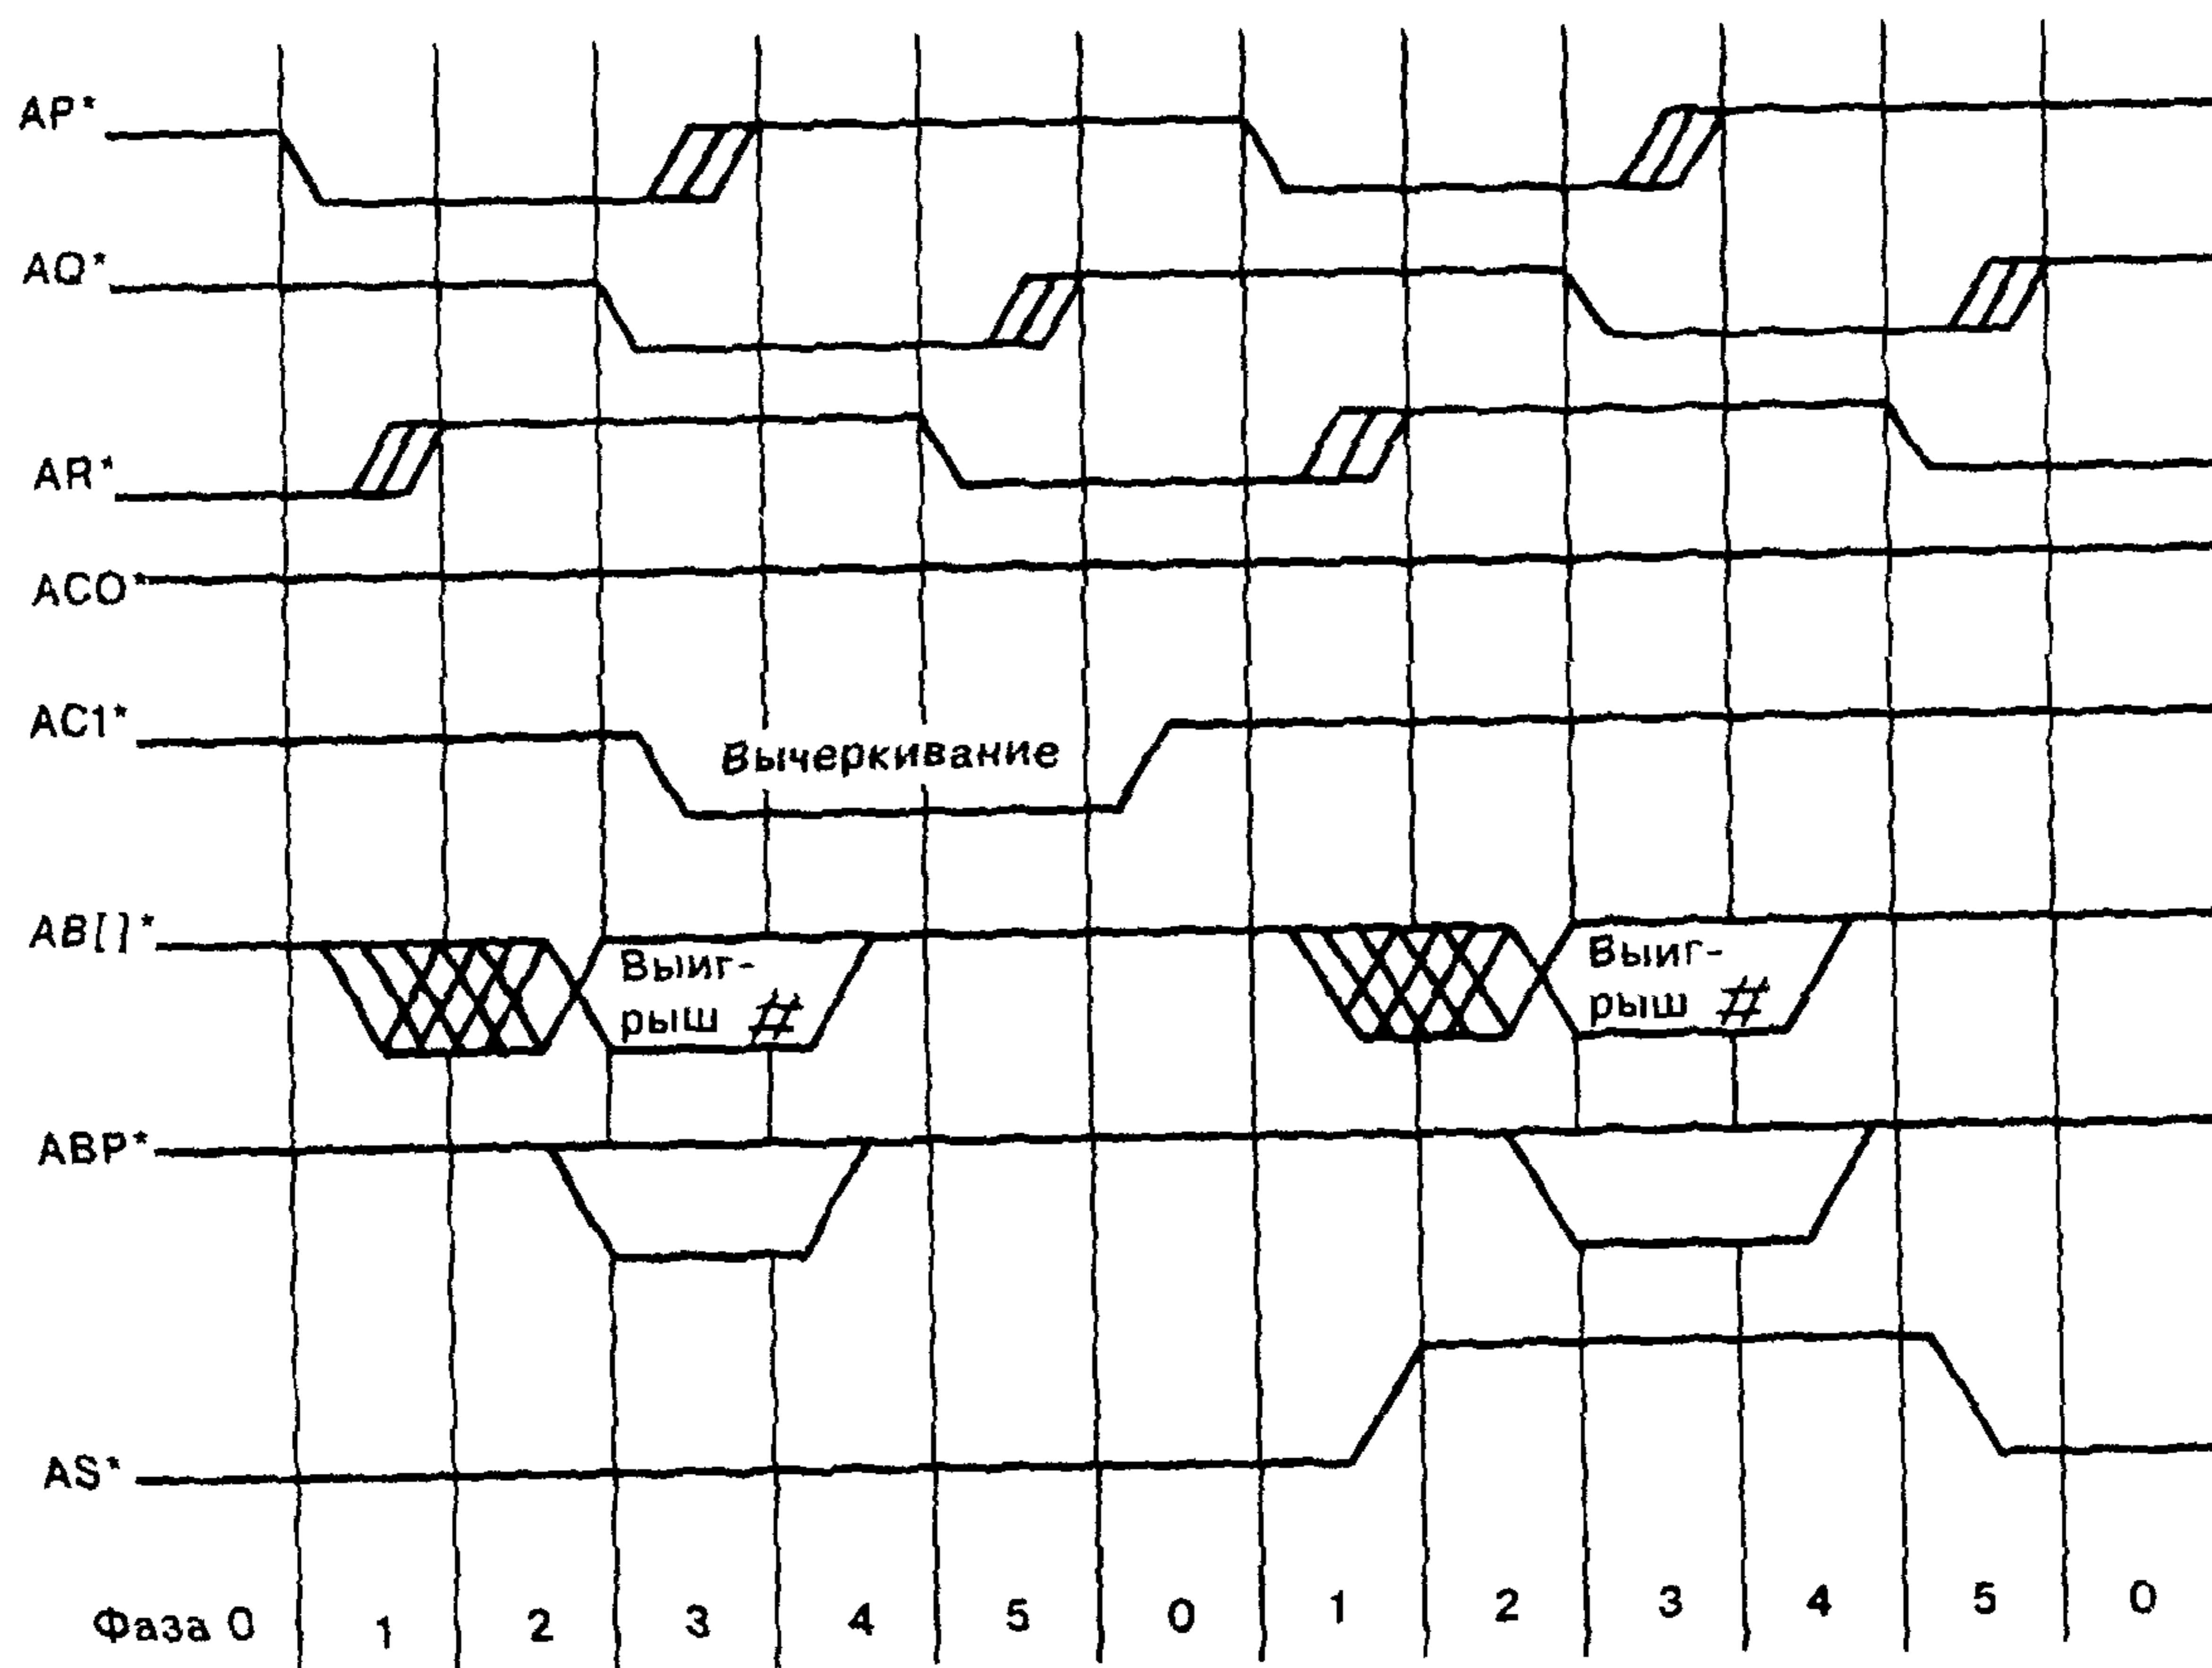 AP*
AQ*
AR*
ACO*
AC1*
Вычеркивание
AB[]*
Выиг-
рыш #
Выиг-
рыш #
ABP*
AS*
Фаза 0 1 2 3 4 5 0 1 2 3 4 5 0